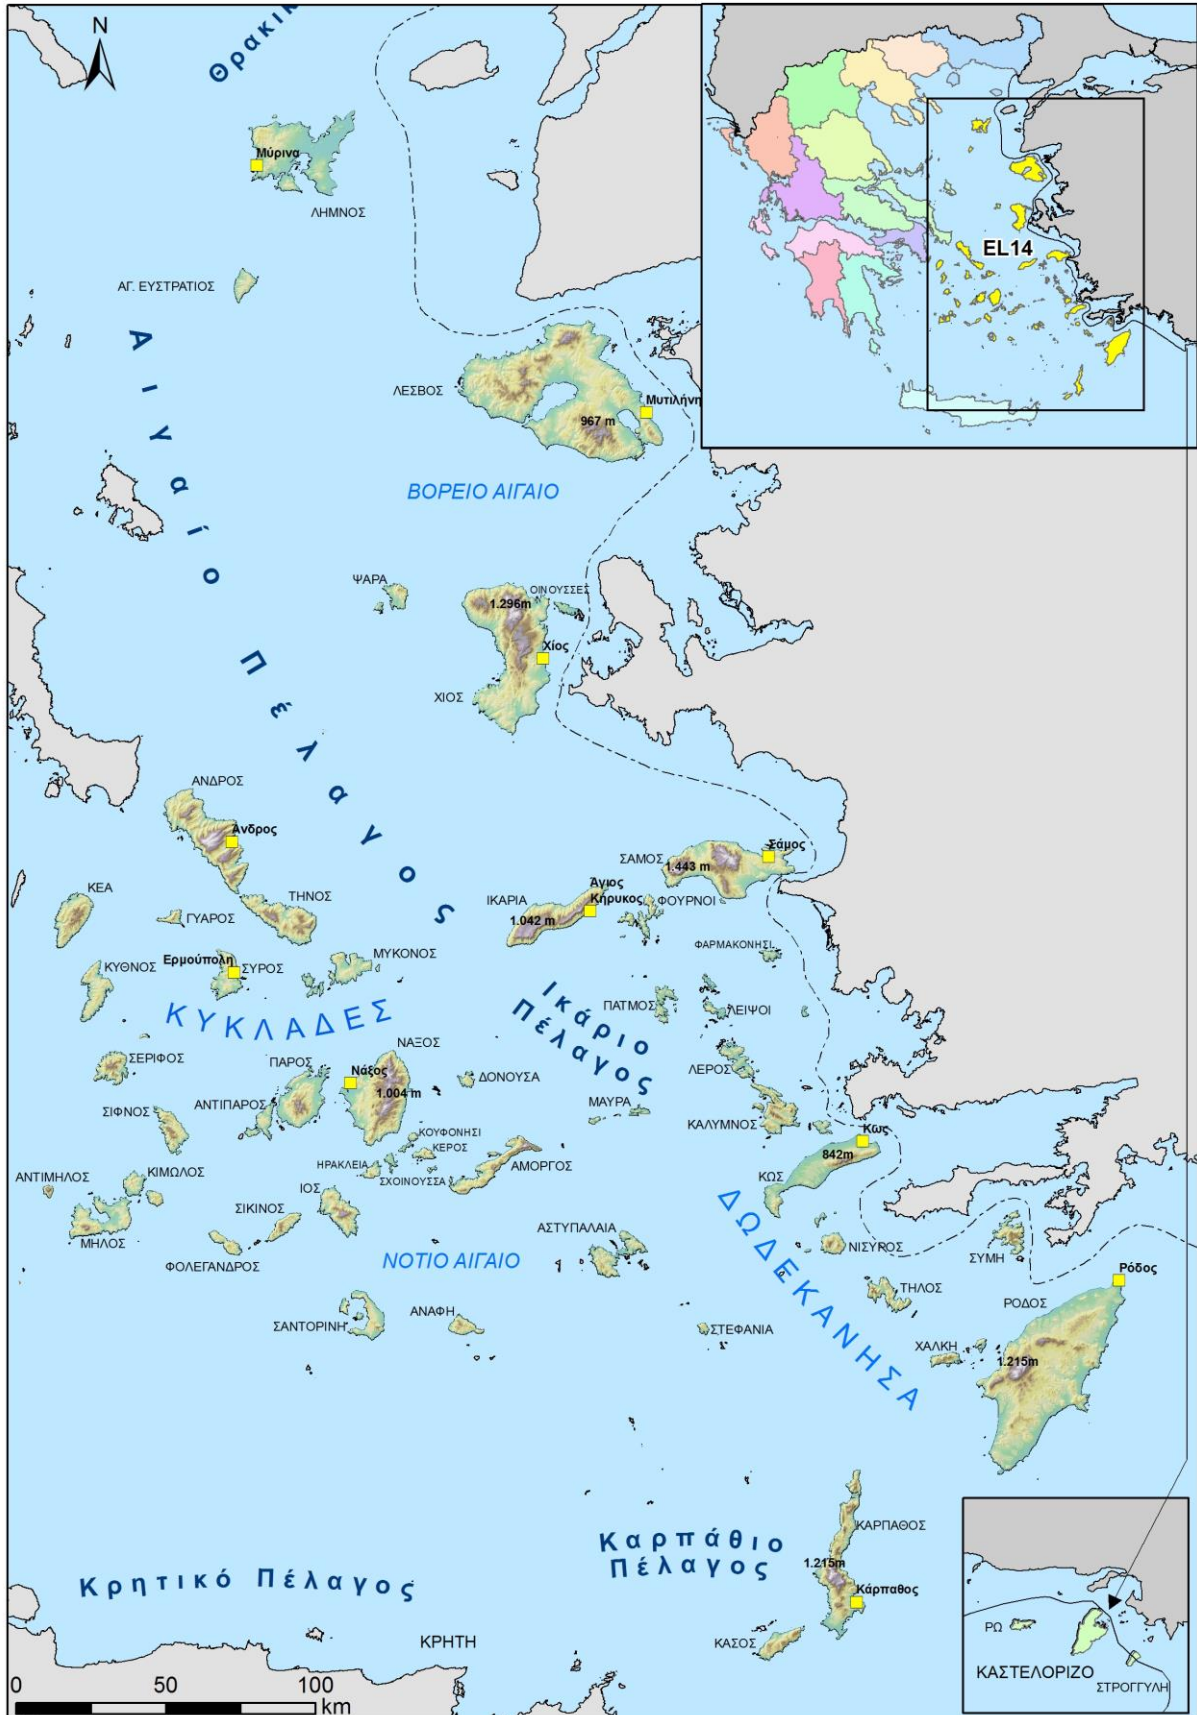 N
Θρακικ
Μύρινα
ΛΗΜΝΟΣ
ΑΓ. ΕΥΣΤΡΑΤΙΟΣ
EL14
Αιγαίο Πέλαγος
ΛΕΣΒΟΣ
Μυτιλήνη
967 m
ΒΟΡΕΙΟ ΑΙΓΑΙΟ
ΨΑΡΑ
ΟΙΝΟΥΣΣΕΣ
1.296m
Χίος
ΧΙΟΣ
ΑΝΔΡΟΣ
Άνδρος
ΣΑΜΟΣ
Σάμος
1.443 m
ΚΕΑ
ΓΥΑΡΟΣ
ΤΗΝΟΣ
ΙΚΑΡΙΑ
Άγιος
Κήρυκος
ΦΟΥΡΝΟΙ
1.042 m
ΦΑΡΜΑΚΟΝΗΣΙ
Ερμούπολη
ΣΥΡΟΣ
ΜΥΚΟΝΟΣ
ΚΥΘΝΟΣ
ΚΥΚΛΑΔΕΣ
Ικάριο
Πέλαγος
ΠΑΤΜΟΣ
ΛΕΙΨΟΙ
ΣΕΡΙΦΟΣ
ΠΑΡΟΣ
ΝΑΞΟΣ
Νάξος
1.004 m
ΔΟΝΟΥΣΑ
ΛΕΡΟΣ
ΣΙΦΝΟΣ
ΑΝΤΙΠΑΡΟΣ
ΜΑΥΡΑ
ΚΑΛΥΜΝΟΣ
ΚΟΥΦΟΝΗΣΙ
ΚΕΡΟΣ
Κως
842m
ΚΩΣ
ΗΡΑΚΛΕΙΑ
ΣΧΟΙΝΟΥΣΣΑ
ΑΜΟΡΓΟΣ
ΑΝΤΙΜΗΛΟΣ
ΚΙΜΩΛΟΣ
ΙΟΣ
ΣΙΚΙΝΟΣ
ΜΗΛΟΣ
ΦΟΛΕΓΑΝΔΡΟΣ
ΝΟΤΙΟ ΑΙΓΑΙΟ
ΑΣΤΥΠΑΛΑΙΑ
ΔΩΔΕΚΑΝΗΣΑ
ΝΙΣΥΡΟΣ
ΣΥΜΗ
ΤΗΛΟΣ
Ρόδος
ΡΟΔΟΣ
ΣΑΝΤΟΡΙΝΗ
ΑΝΑΦΗ
ΣΤΕΦΑΝΙΑ
ΧΑΛΚΗ
1.215m
ΚΑΡΠΑΘΟΣ
Καρπάθιο
Πέλαγος
1.215m
Κάρπαθος
Κρητικό Πέλαγος
ΚΡΗΤΗ
ΚΑΣΟΣ
ΡΩ
ΚΑΣΤΕΛΟΡΙΖΟ
ΣΤΡΟΓΓΥΛΗ
0 50 100
km